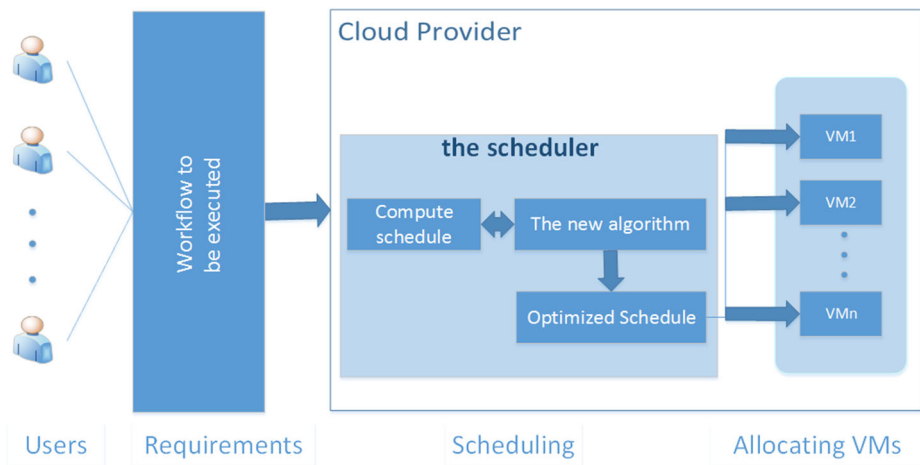 Cloud Provider
Workflow to
be executed
the scheduler
Compute
schedule
The new algorithm
Optimized Schedule
VM1
VM2
VMn
Users
Requirements
Scheduling
Allocating VMs